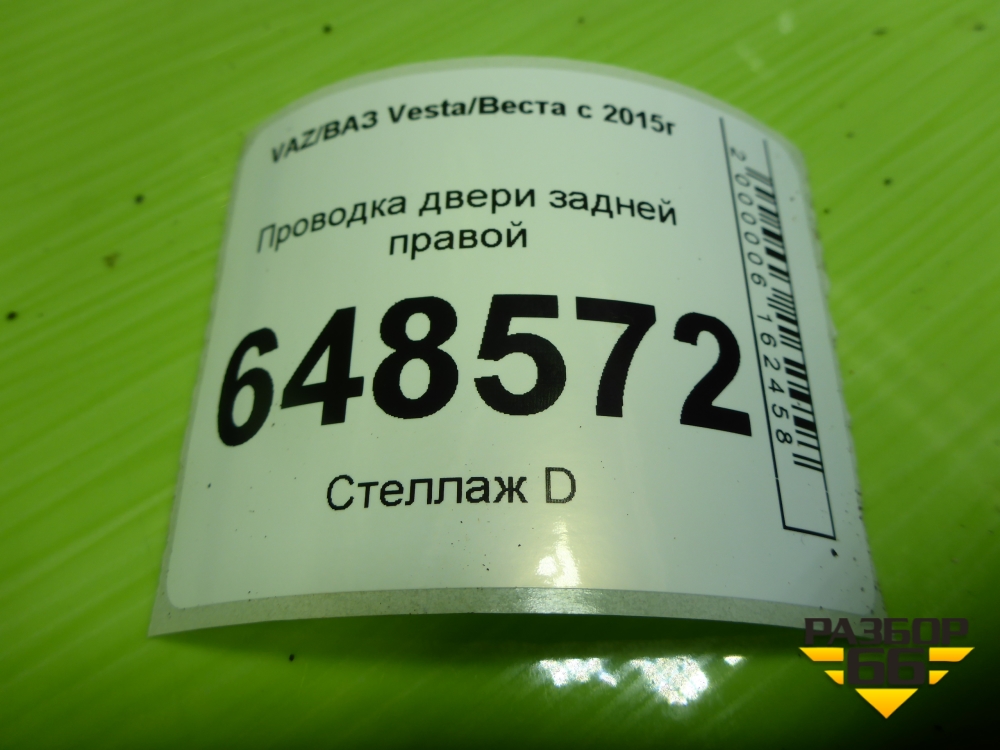 VAZ/ВАЗ Vesta/Веста с 2015г
Проводка двери задней
правой
648572
Стеллаж D
2000006162458
РАЗБОР
66